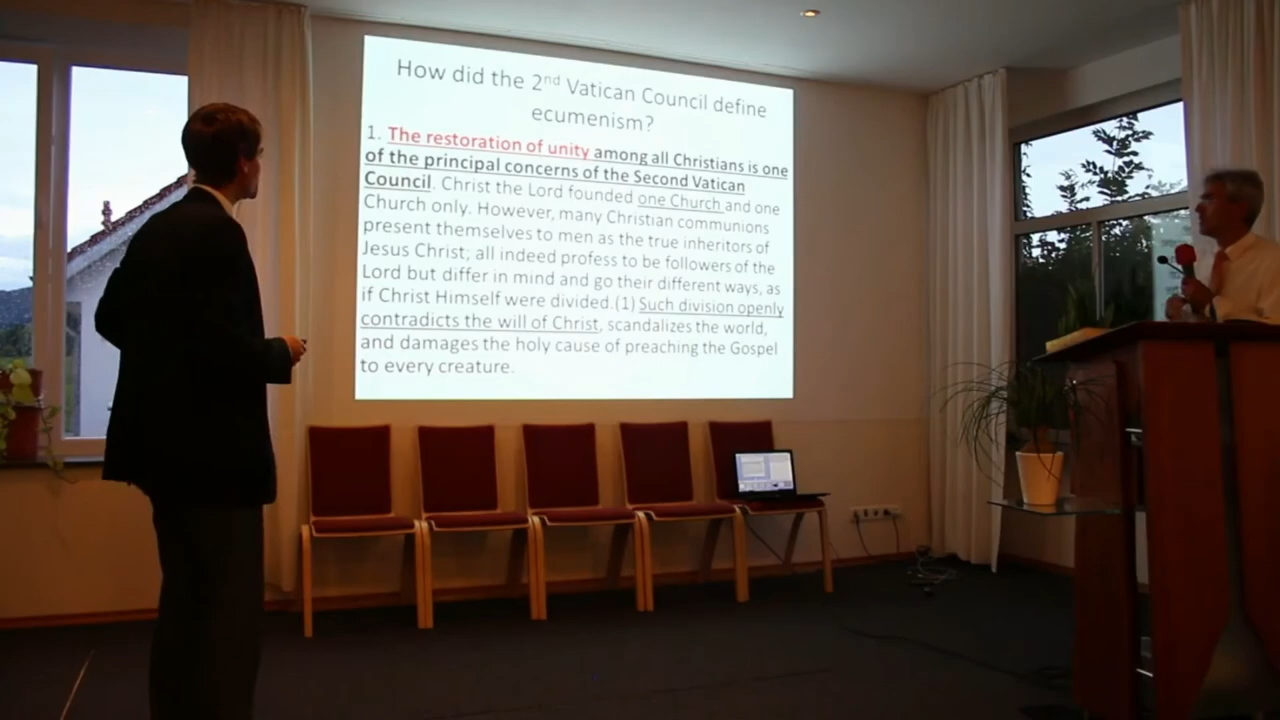 How did the 2nd Vatican Council define
ecumenism?
1. The restoration of unity among all Christians is one
of the principal concerns of the Second Vatican
Council. Christ the Lord founded one Church and one
Church only. However, many Christian communions
present themselves to men as the true inheritors of
Jesus Christ; all indeed profess to be followers of the
Lord but differ in mind and go their different ways, as
if Christ Himself were divided.(1) Such division openly
contradicts the will of Christ, scandalizes the world,
and damages the holy cause of preaching the Gospel
to every creature.